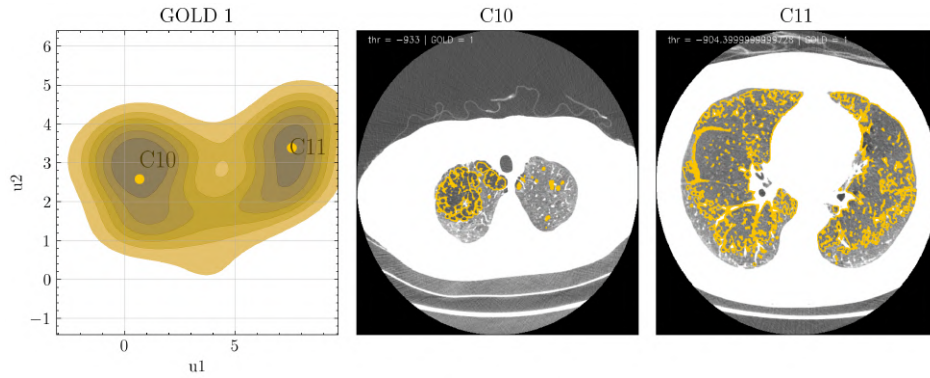 GOLD 1
C10
C11
6
5
4
3
2
1
0
−1
u2
C10
C11
0
5
u1
thr = −933 | GOLD = 1
thr = −904.3999999999728 | GOLD = 1